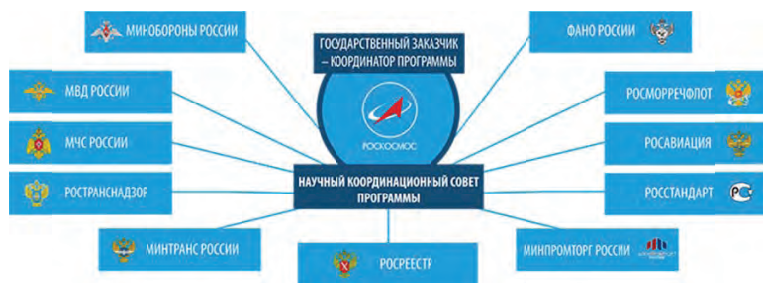 МИНОБОРОНЫ РОССИИ
ГОСУДАРСТВЕННЫЙ ЗАКАЗЧИК
– КООРДИНАТОР ПРОГРАММЫ
ФАНО РОССИИ
МВД РОССИИ
РОСМОРРЕЧФЛОТ
МЧС РОССИИ
РОСКОСМОС
РОСАВИАЦИЯ
РОСТРАНСНАДЗОР
НАУЧНЫЙ КООРДИНАЦИОННЫЙ СОВЕТ
ПРОГРАММЫ
РОССТАНДАРТ
МИНТРАНС РОССИИ
РОСРЕЕСТР
МИНПРОМТОРГ РОССИИ